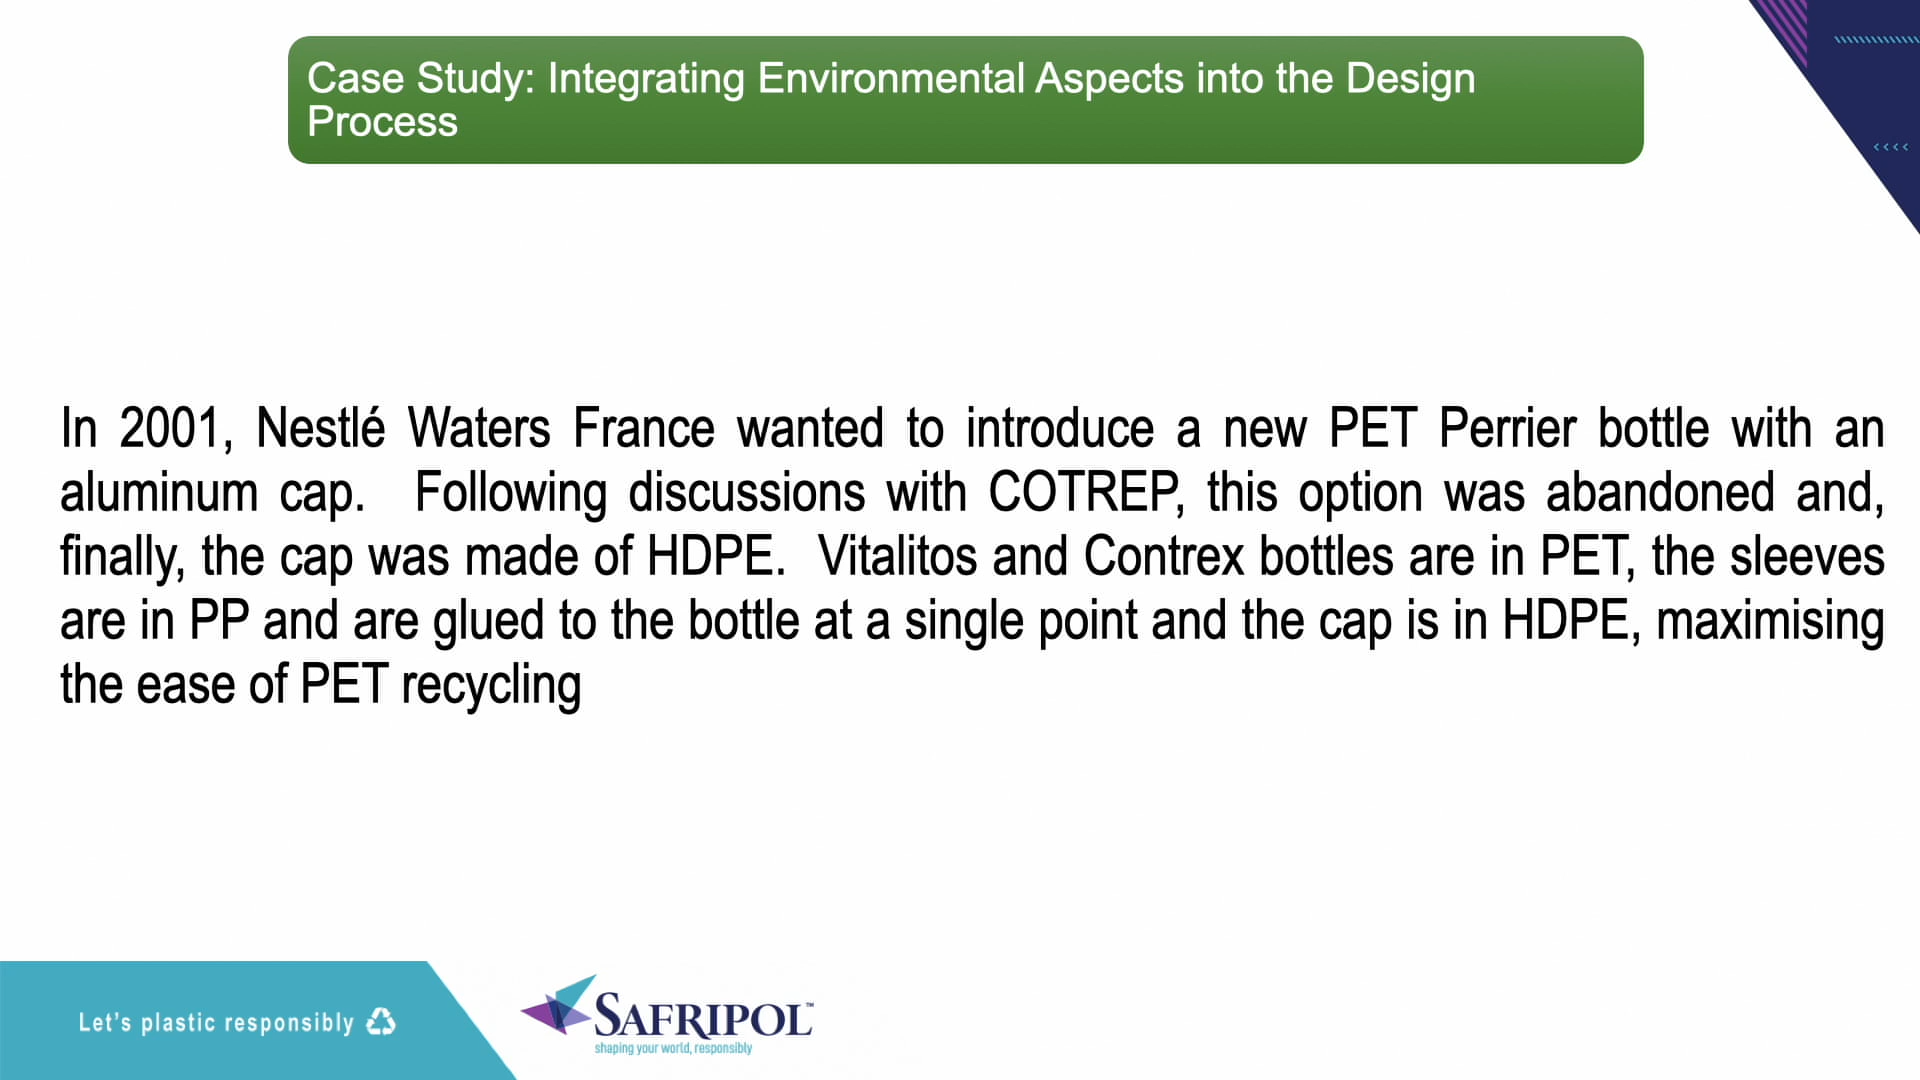 Case Study: Integrating Environmental Aspects into the Design
Process
In 2001, Nestlé Waters France wanted to introduce a new PET Perrier bottle with an
aluminum cap. Following discussions with COTREP, this option was abandoned and,
finally, the cap was made of HDPE. Vitalitos and Contrex bottles are in PET, the sleeves
are in PP and are glued to the bottle at a single point and the cap is in HDPE, maximising
the ease of PET recycling
Let's plastic responsibly
SAFRIPOL™
shaping your world, responsibly